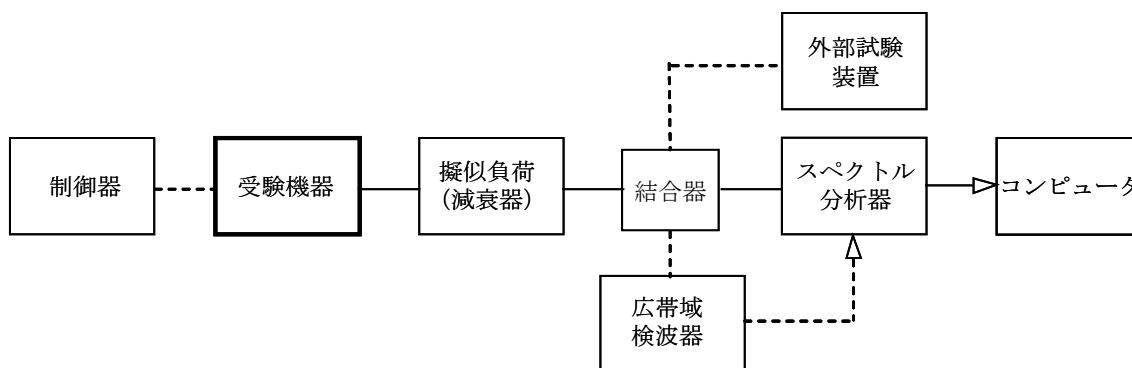 外部試験
装置
制御器
受験機器
擬似負荷
(減衰器)
結合器
スペクトル
分析器
コンピュータ
広帯域
検波器